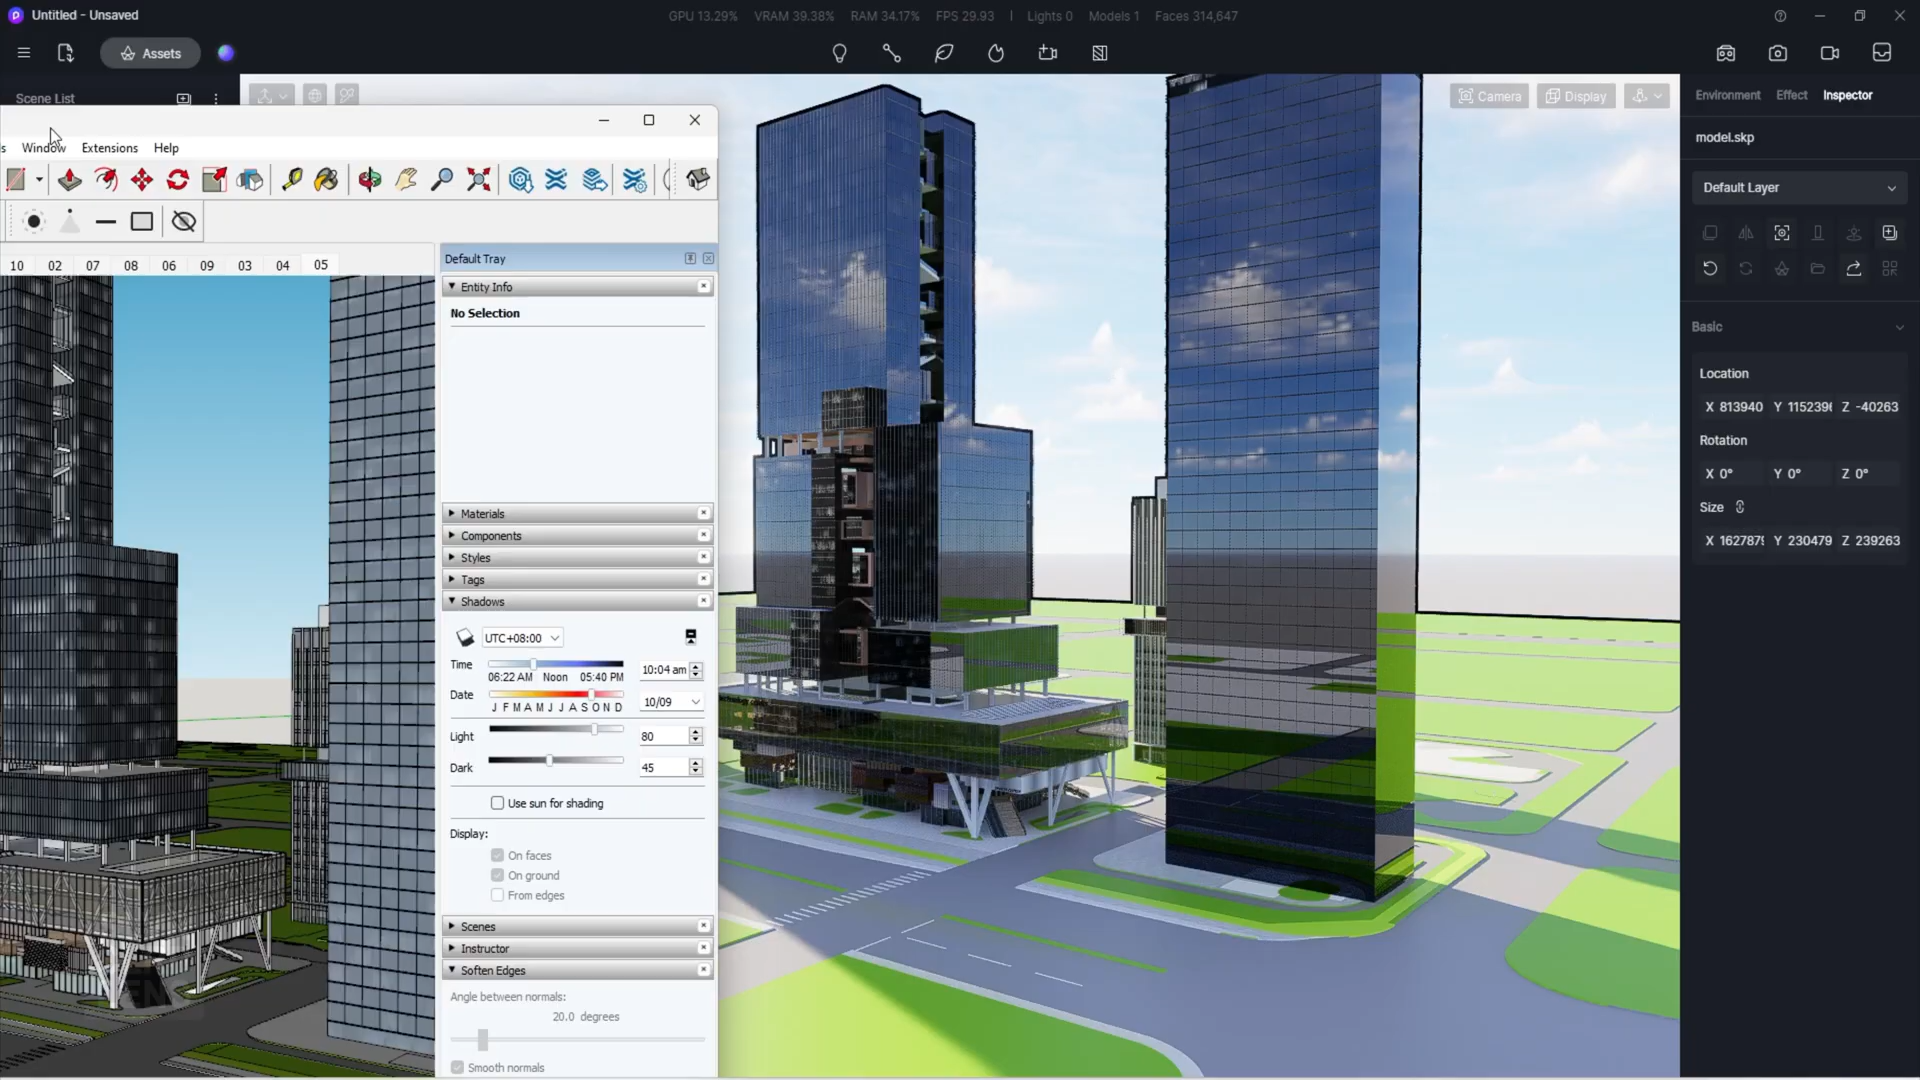 Untitled - Unsaved
GPU 13.29% VRAM 39.38% RAM 34.17% FPS 29.93 | Lights 0 Models 1 Faces 314,647
Assets
Scene List
Camera
Display
Environment Effect Inspector
model.skp
Default Layer
Basic
Location
X 813940 Y 115239 Z -40263
Rotation
X 0° Y 0° Z 0°
Size
X 162787 Y 230479 Z 239263
s Window Extensions Help
10 02 07 08 06 09 03 04 05
Default Tray
Entity Info
No Selection
Materials
Components
Styles
Tags
Shadows
UTC+08:00
Time
10:04 am
06:22 AM Noon 05:40 PM
Date
10/09
J F M A M J J A S O N D
Light
80
Dark
45
Use sun for shading
Display:
On faces
On ground
From edges
Scenes
Instructor
Soften Edges
Angle between normals:
20.0 degrees
Smooth normals